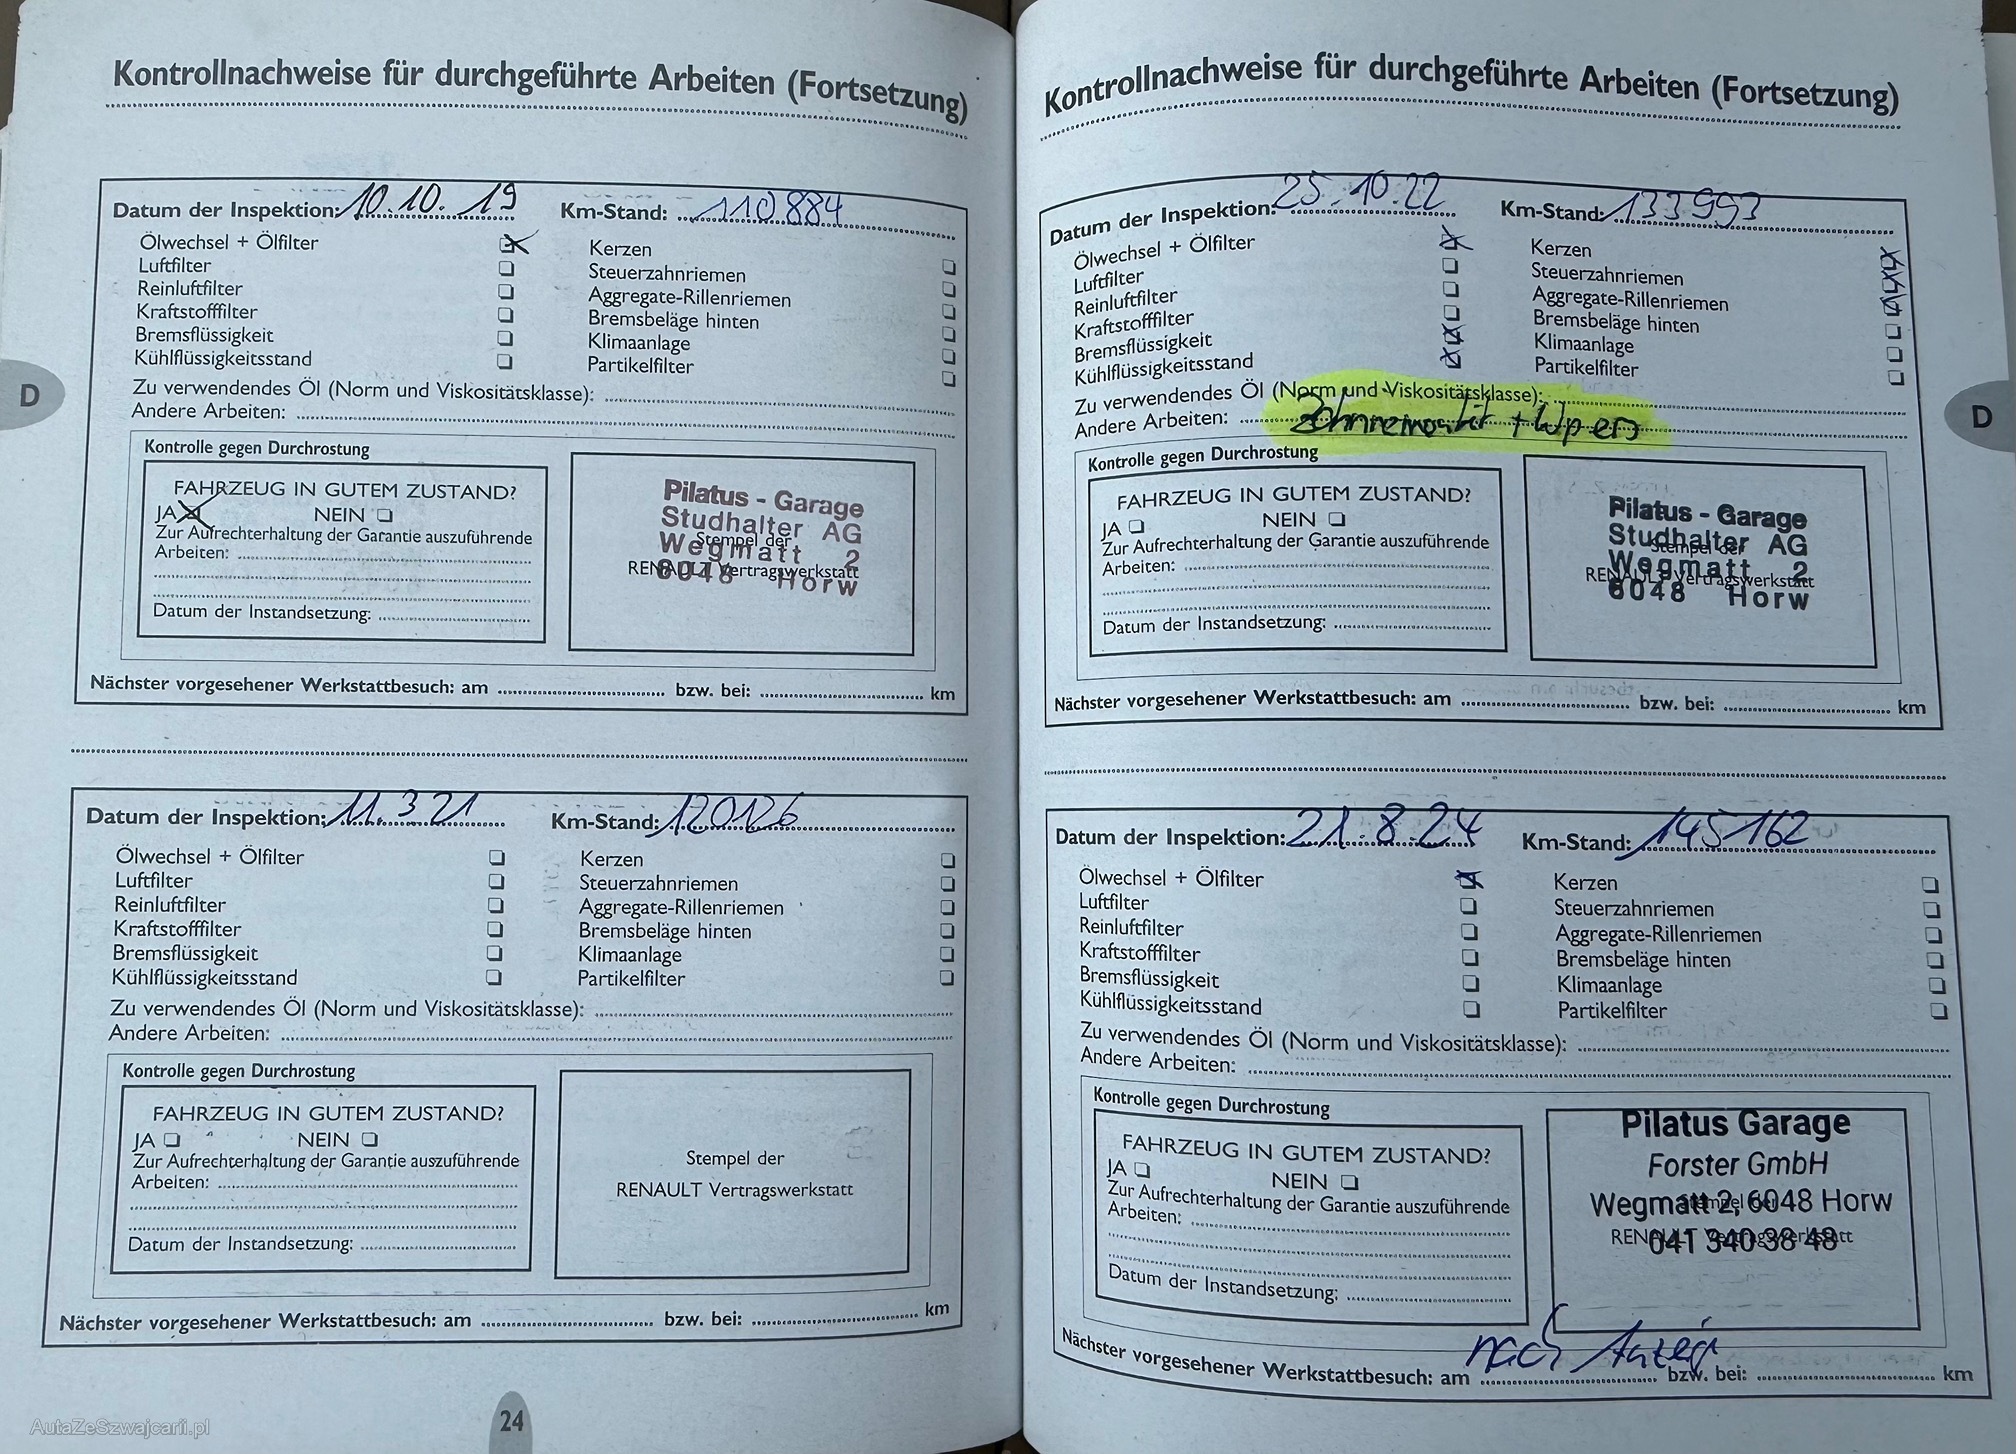 Kontrollnachweise für durchgeführte Arbeiten (Fortsetzung)
Datum der Inspektion: 10.10.19 Km-Stand: 110.884
Ölwechsel + Ölfilter Kerzen
Luftfilter Steuerzahnriemen
Reinluftfilter Aggregate-Rillenriemen
Kraftstofffilter Bremsbeläge hinten
Bremsflüssigkeit Klimaanlage
Kühlflüssigkeitsstand Partikelfilter
Zu verwendendes Öl (Norm und Viskositätsklasse):
Andere Arbeiten:
Kontrolle gegen Durchrostung
FAHRZEUG IN GUTEM ZUSTAND?
JA NEIN
Zur Aufrechterhaltung der Garantie auszuführende
Arbeiten:
Datum der Instandsetzung:
Pilatus - Garage
Studhalter AG
Stempel der
Wegmatt 2
RENAULT Vertragswerkstatt
6048 Horw
Nächster vorgesehener Werkstattbesuch: am bzw. bei: km
Datum der Inspektion: 11.3 21 Km-Stand: 120126
Ölwechsel + Ölfilter Kerzen
Luftfilter Steuerzahnriemen
Reinluftfilter Aggregate-Rillenriemen
Kraftstofffilter Bremsbeläge hinten
Bremsflüssigkeit Klimaanlage
Kühlflüssigkeitsstand Partikelfilter
Zu verwendendes Öl (Norm und Viskositätsklasse):
Andere Arbeiten:
Kontrolle gegen Durchrostung
FAHRZEUG IN GUTEM ZUSTAND?
JA NEIN
Zur Aufrechterhaltung der Garantie auszuführende
Arbeiten:
Datum der Instandsetzung:
Stempel der
RENAULT Vertragswerkstatt
Nächster vorgesehener Werkstattbesuch: am bzw. bei: km
24
D
AutaZeSzwajcarii.pl
Kontrollnachweise für durchgeführte Arbeiten (Fortsetzung)
Datum der Inspektion: 25.10.22 Km-Stand: 133993
Ölwechsel + Ölfilter Kerzen
Luftfilter Steuerzahnriemen
Reinluftfilter Aggregate-Rillenriemen
Kraftstofffilter Bremsbeläge hinten
Bremsflüssigkeit Klimaanlage
Kühlflüssigkeitsstand Partikelfilter
Zu verwendendes Öl (Norm und Viskositätsklasse):
Andere Arbeiten:
Kontrolle gegen Durchrostung
FAHRZEUG IN GUTEM ZUSTAND?
JA NEIN
Zur Aufrechterhaltung der Garantie auszuführende
Arbeiten:
Datum der Instandsetzung:
Pilatus - Garage
Studhalter AG
Stempel der
Wegmatt 2
RENAULT Vertragswerkstatt
6048 Horw
Nächster vorgesehener Werkstattbesuch: am bzw. bei: km
Datum der Inspektion: 21.8.24 Km-Stand: 145162
Ölwechsel + Ölfilter Kerzen
Luftfilter Steuerzahnriemen
Reinluftfilter Aggregate-Rillenriemen
Kraftstofffilter Bremsbeläge hinten
Bremsflüssigkeit Klimaanlage
Kühlflüssigkeitsstand Partikelfilter
Zu verwendendes Öl (Norm und Viskositätsklasse):
Andere Arbeiten:
Kontrolle gegen Durchrostung
FAHRZEUG IN GUTEM ZUSTAND?
JA NEIN
Zur Aufrechterhaltung der Garantie auszuführende
Arbeiten:
Datum der Instandsetzung:
Pilatus Garage
Forster GmbH
Wegmatt 2, 6048 Horw
041 340 38 48
Nächster vorgesehener Werkstattbesuch: am nach bzw. bei: km
D